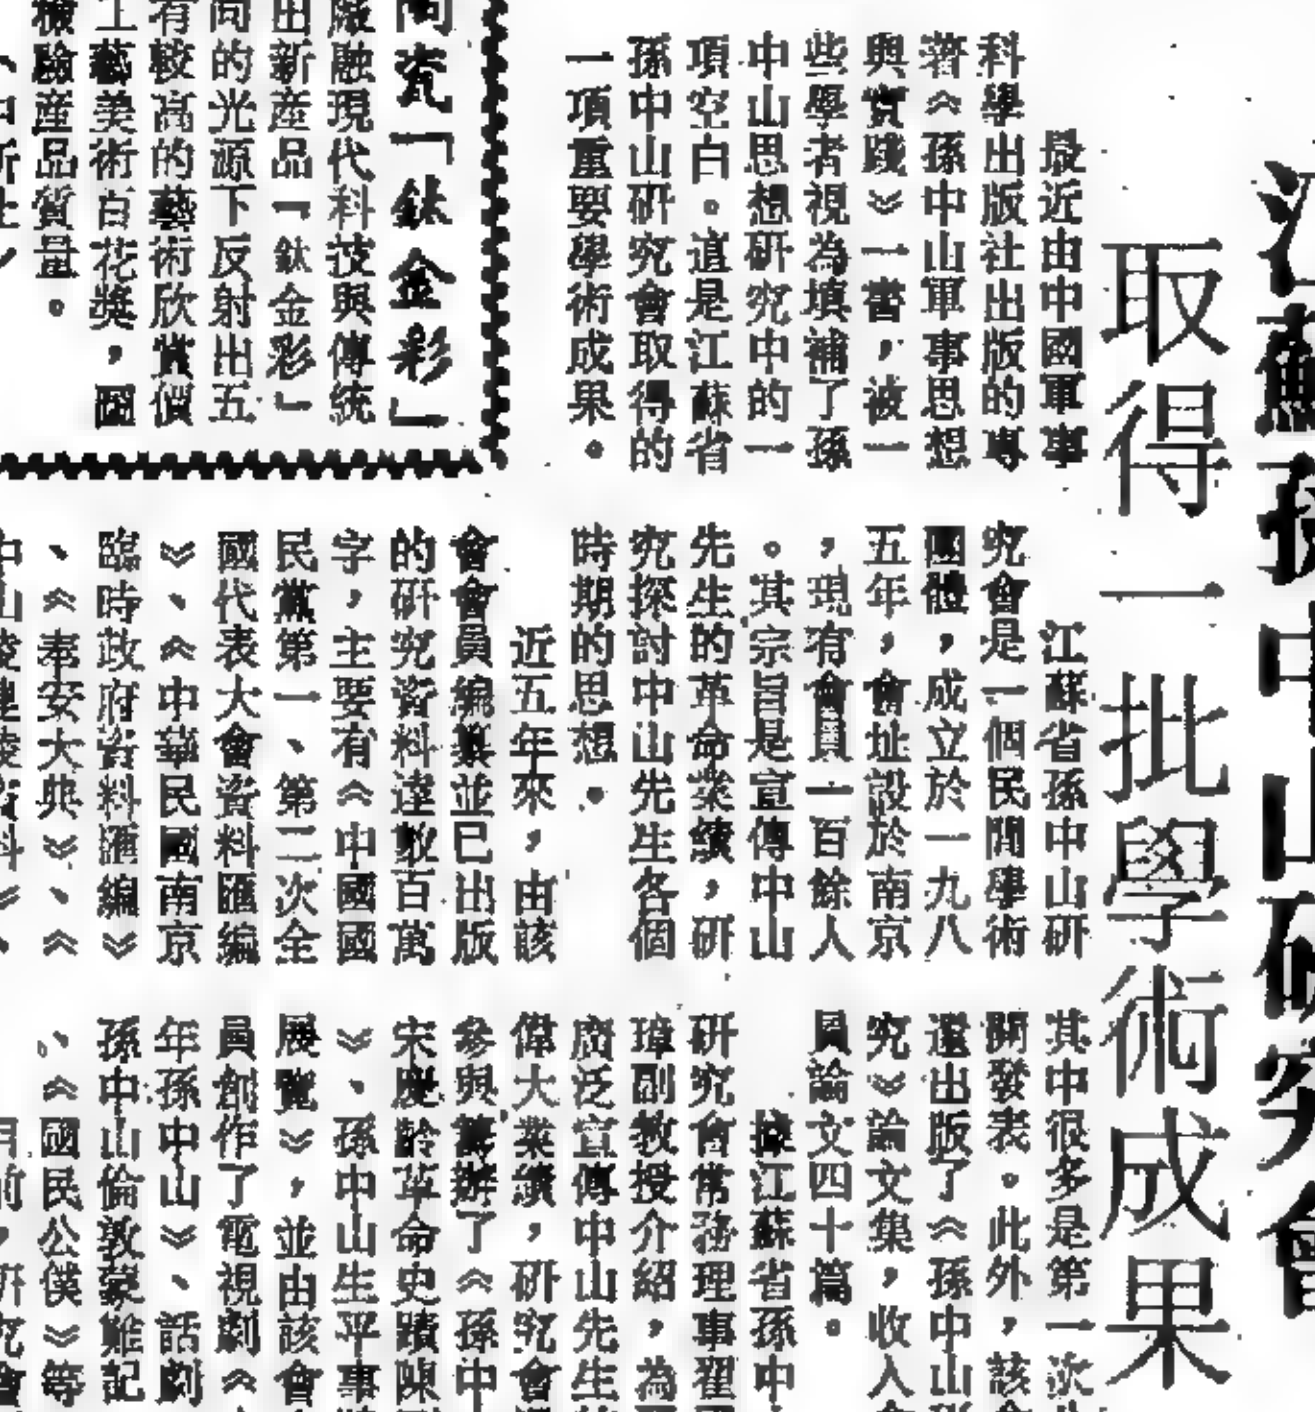 江蘇孫中山研究會
取得一批學術成果
最近由中國軍事
科學出版社出版的專
著《孫中山軍事思想
與實踐》一書，被一
些學者視為填補了孫
中山思想研究中的一
項空白。這是江蘇省
孫中山研究會取得的
一項重要學術成果。
江蘇省孫中山研
究會是一個民間學術
團體，成立於一九八
五年，會址設於南京
，現有會員一百餘人
。其宗旨是宣傳中山
先生的革命業績，研
究探討中山先生各個
時期的思想。
近五年來，由該
會會員編纂並已出版
的研究資料達數百萬
字，主要有《中國國
民黨第一、第二次全
國代表大會資料匯編
》、《中華民國南京
臨時政府資料匯編》
、《奉安大典》、《
中山陵建陵資料》、
其中很多是第一次
開發表。此外，該
還出版了《孫中山
究》論文集，收入
員論文四十篇。
據江蘇省孫中
研究會常務理事翟
璋副教授介紹，為
廣泛宣傳中山先生
偉大業績，研究會
參與籌辦了《孫中
宋慶齡革命史蹟陳
》、孫中山生平事
展覽》，並由該會
員創作了電視劇《
年孫中山》、話劇
孫中山倫敦蒙難記
、《國民公僕》等
目前，研究會
陶瓷「鈦金彩」
廠融現代科技與傳統
出新產品「鈦金彩」
同的光源下反射出五
有較高的藝術欣賞價
工藝美術百花獎，國
檢驗產品質量。